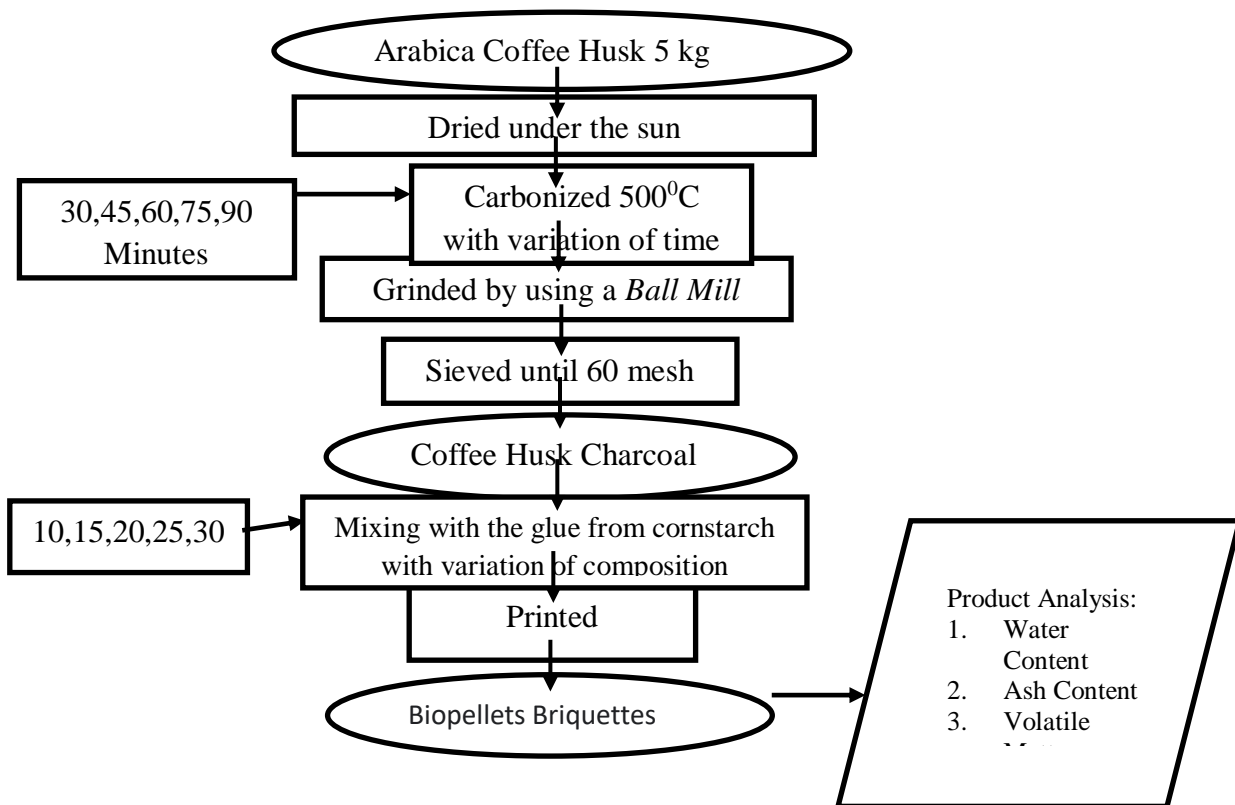 Arabica Coffee Husk 5 kg
Dried under the sun
30,45,60,75,90
Minutes
Carbonized 500⁰C
with variation of time
Grinded by using a Ball Mill
Sieved until 60 mesh
Coffee Husk Charcoal
10,15,20,25,30
Mixing with the glue from cornstarch
with variation of composition
Printed
Biopellets Briquettes
Product Analysis:
1. Water
Content
2. Ash Content
3. Volatile